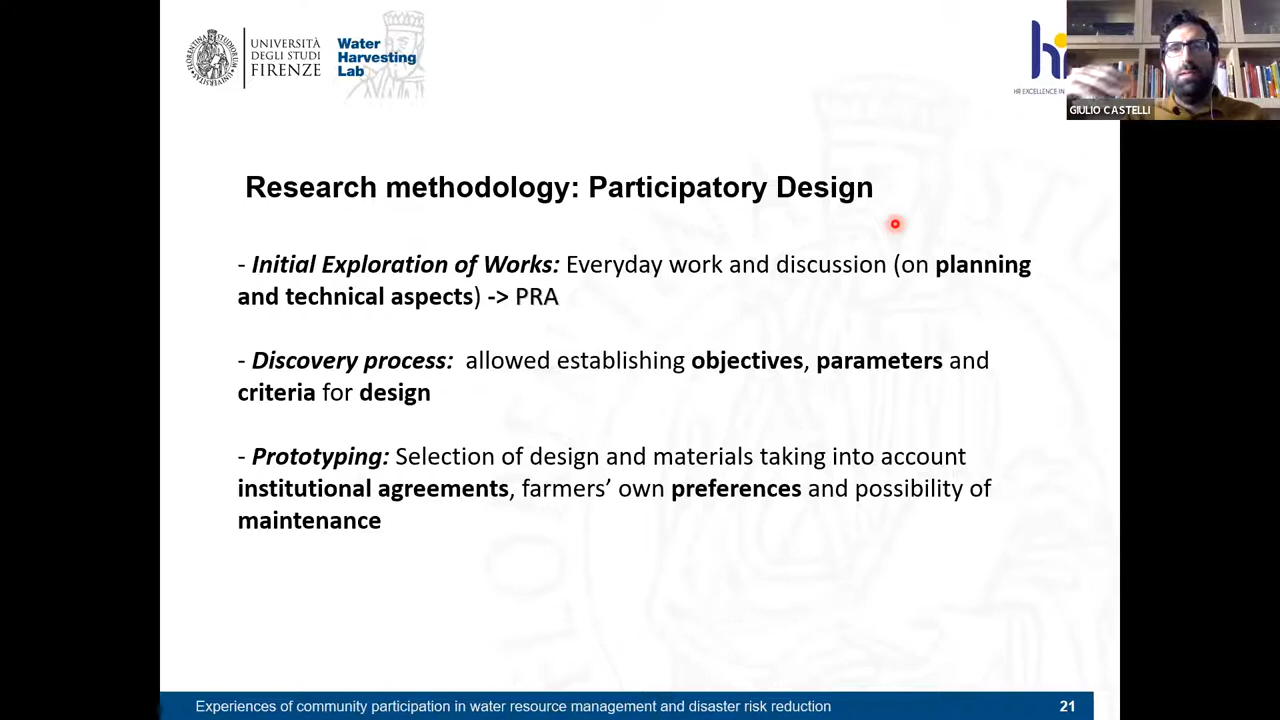 UNIVERSITÀ
DEGLI STUDI
FIRENZE
Water
Harvesting
Lab
HR EXCELLENCE IN
GIULIO CASTELLI
Research methodology: Participatory Design
- Initial Exploration of Works: Everyday work and discussion (on planning
and technical aspects) -> PRA
- Discovery process: allowed establishing objectives, parameters and
criteria for design
- Prototyping: Selection of design and materials taking into account
institutional agreements, farmers’ own preferences and possibility of
maintenance
Experiences of community participation in water resource management and disaster risk reduction
21